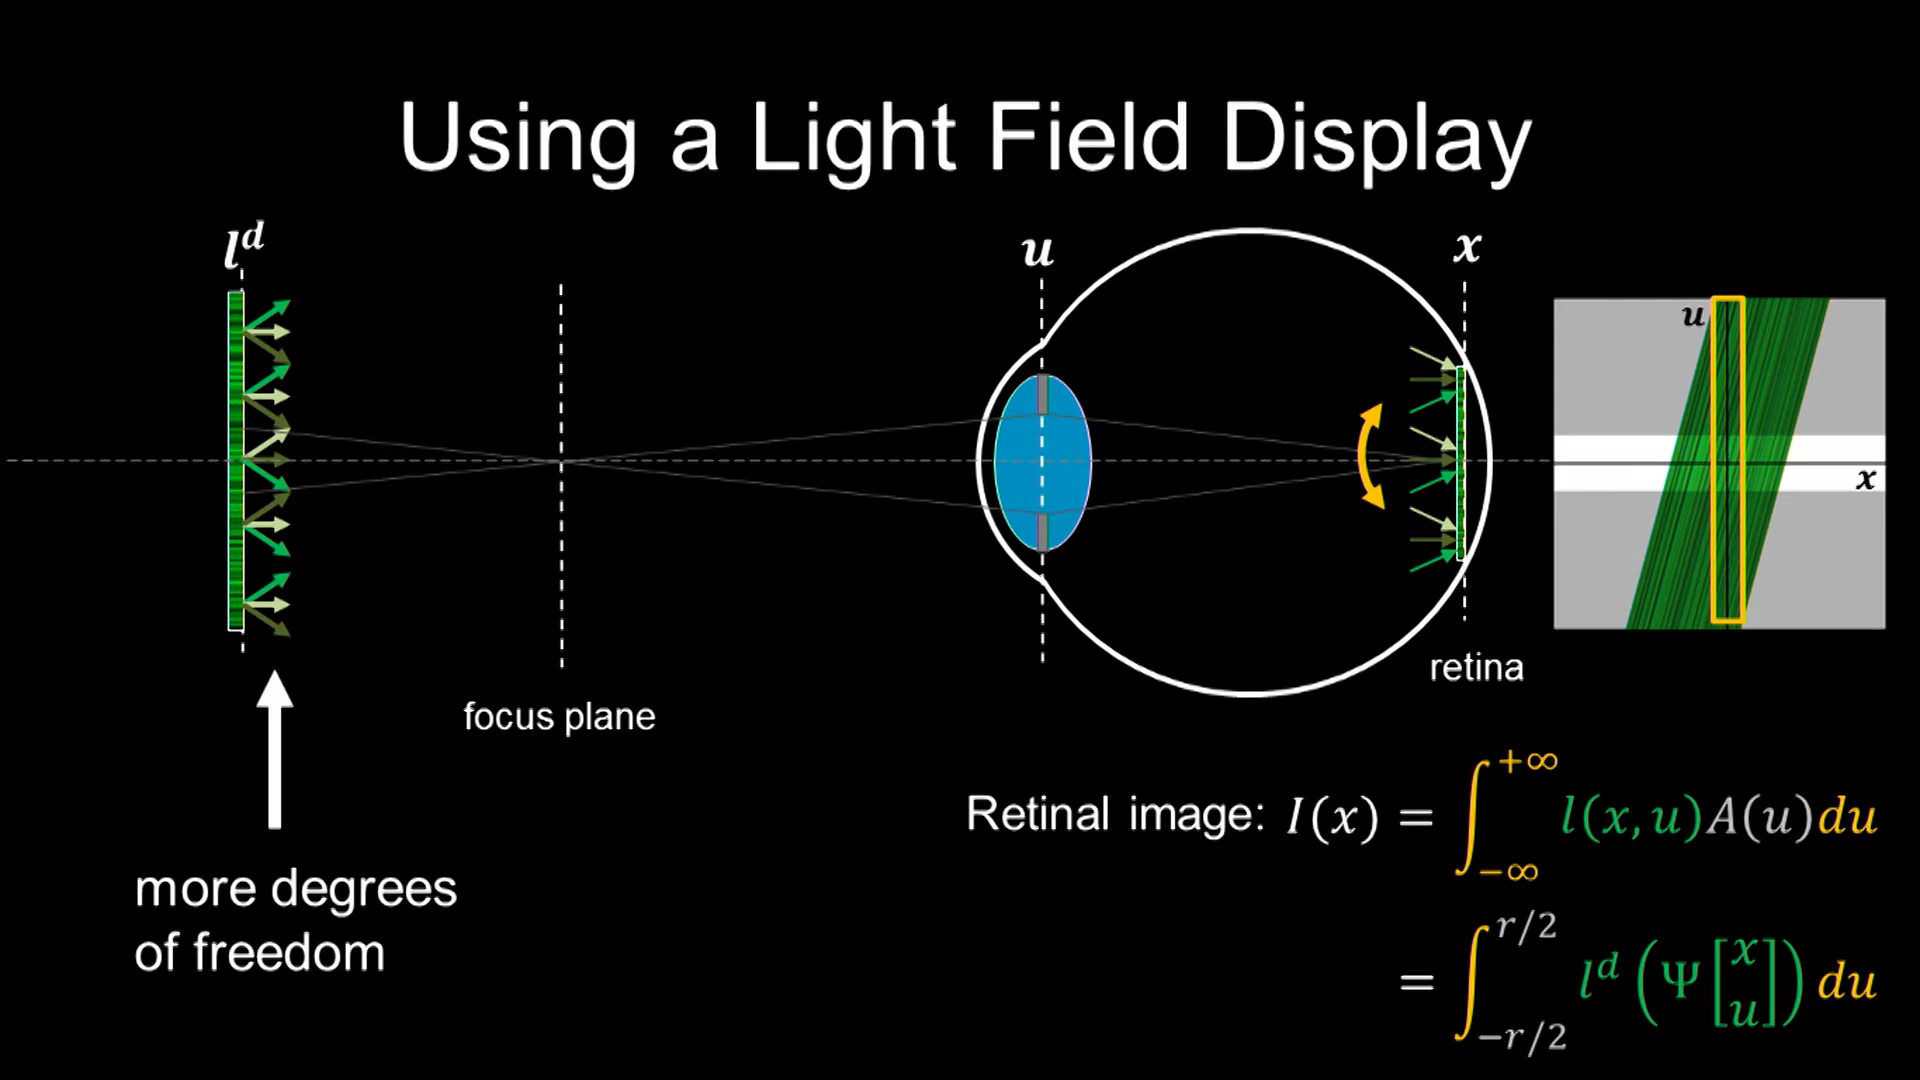 Using a Light Field Display
l^d
u
x
u
x
retina
focus plane
more degrees
of freedom
Retinal image: I(x) = ∫_{-∞}^{+∞} l(x,u)A(u)du
= ∫_{-r/2}^{r/2} l^d (Ψ [x u]) du